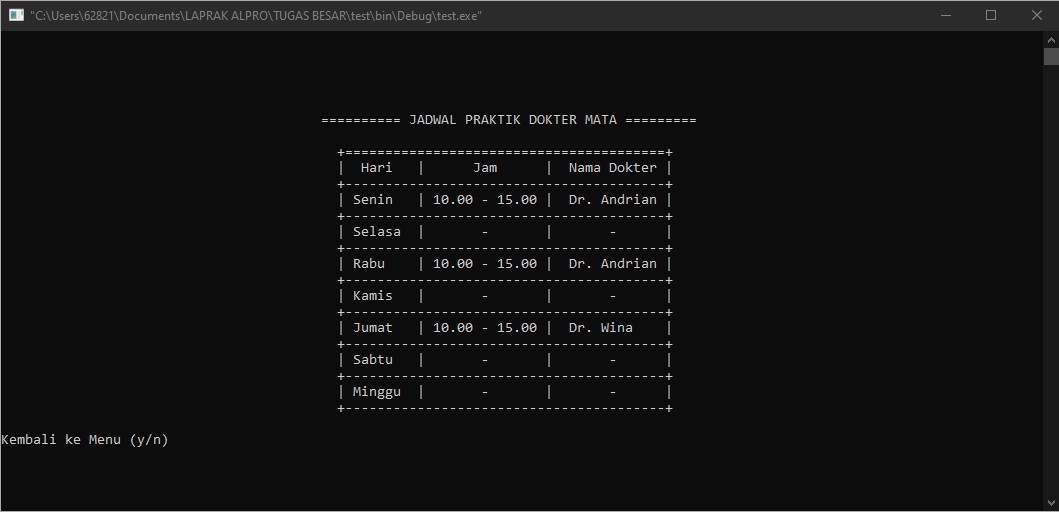 "C:\Users\62821\Documents\LAPRAK ALPRO\TUGAS BESAR\test\bin\Debug\test.exe"
========== JADWAL PRAKTIK DOKTER MATA =========
+========================================+
|  Hari   |      Jam      |  Nama Dokter |
+----------------------------------------+
| Senin   | 10.00 - 15.00 |  Dr. Andrian |
+----------------------------------------+
| Selasa  |       -       |       -      |
+----------------------------------------+
| Rabu    | 10.00 - 15.00 |  Dr. Andrian |
+----------------------------------------+
| Kamis   |       -       |       -      |
+----------------------------------------+
| Jumat   | 10.00 - 15.00 |  Dr. Wina    |
+----------------------------------------+
| Sabtu   |       -       |       -      |
+----------------------------------------+
| Minggu  |       -       |       -      |
+----------------------------------------+
Kembali ke Menu (y/n)